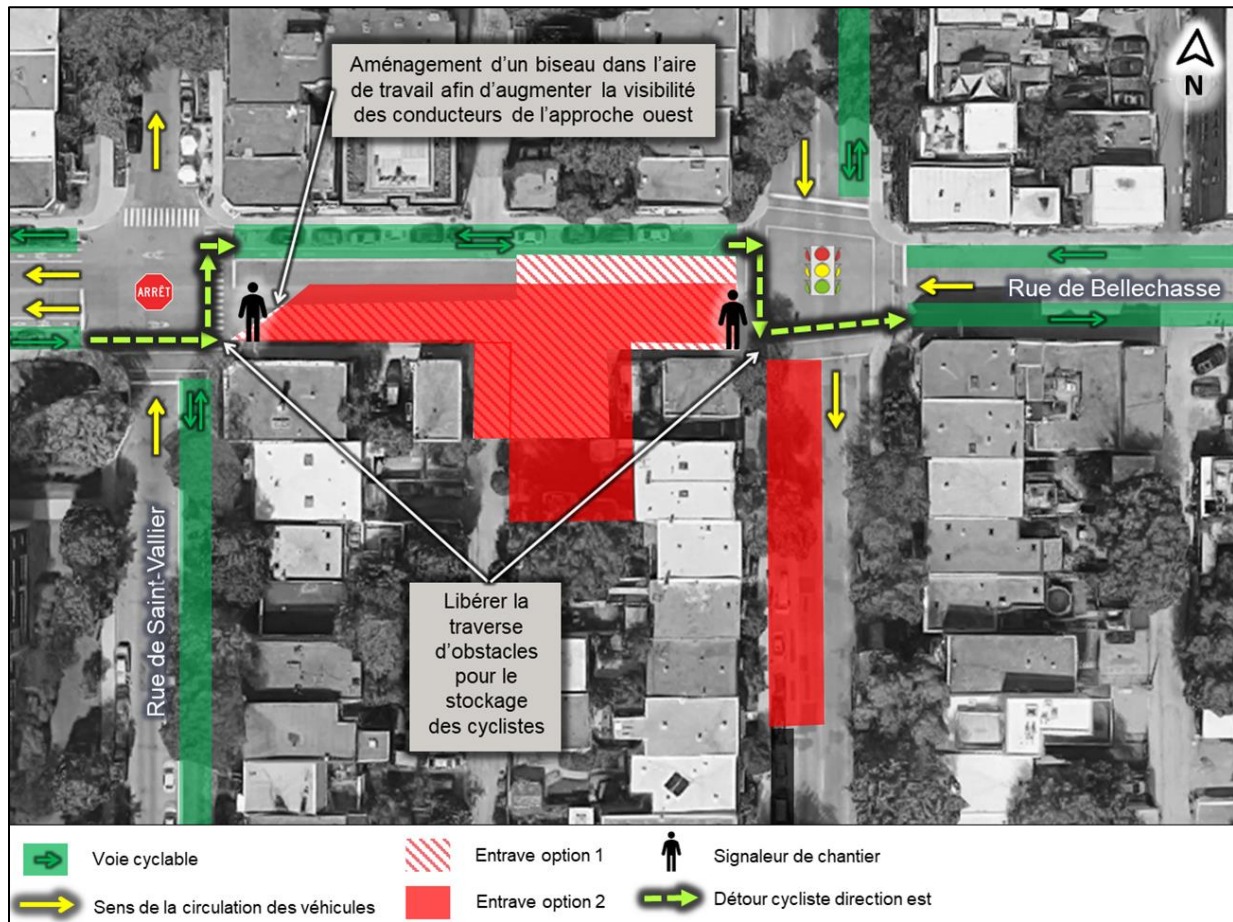 Aménagement d’un biseau dans l’aire
de travail afin d’augmenter la visibilité
des conducteurs de l’approche ouest
N
ARRÊT
Rue de Bellechasse
Rue de Saint-Vallier
Libérer la
traverse
d’obstacles
pour le
stockage
des cyclistes
Voie cyclable
Entrave option 1
Signaleur de chantier
Sens de la circulation des véhicules
Entrave option 2
Détour cycliste direction est